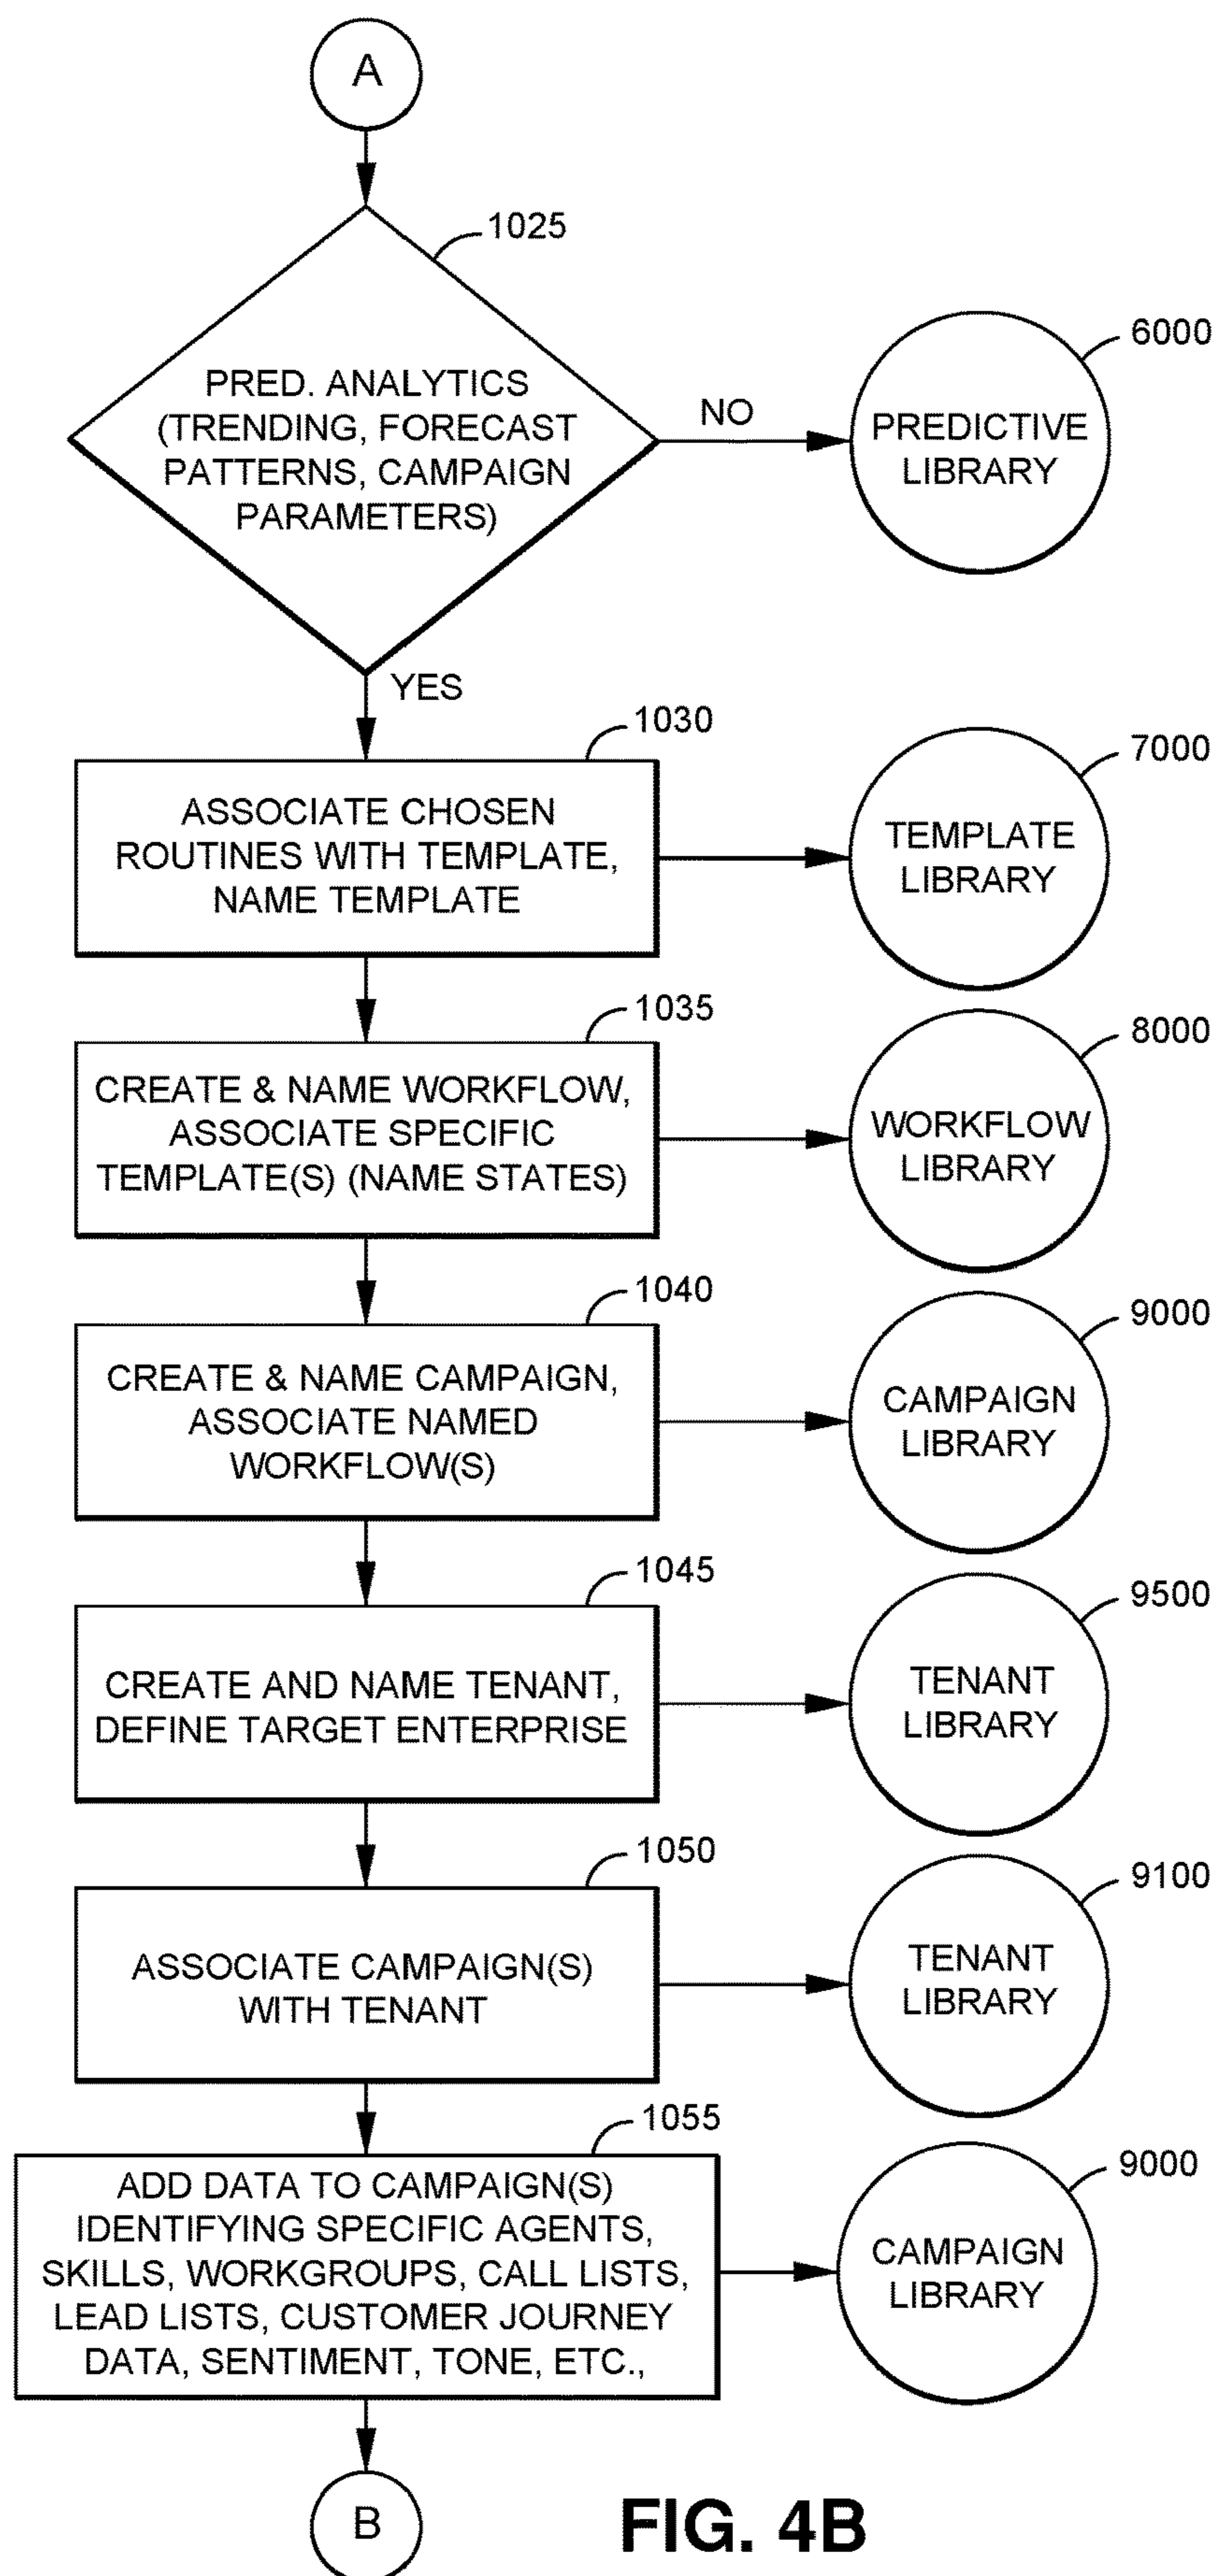 A
1025
PRED. ANALYTICS
(TRENDING, FORECAST
PATTERNS, CAMPAIGN
PARAMETERS)
NO
6000
PREDICTIVE
LIBRARY
YES
1030
ASSOCIATE CHOSEN
ROUTINES WITH TEMPLATE,
NAME TEMPLATE
7000
TEMPLATE
LIBRARY
1035
CREATE & NAME WORKFLOW,
ASSOCIATE SPECIFIC
TEMPLATE(S) (NAME STATES)
8000
WORKFLOW
LIBRARY
1040
CREATE & NAME CAMPAIGN,
ASSOCIATE NAMED
WORKFLOW(S)
9000
CAMPAIGN
LIBRARY
1045
CREATE AND NAME TENANT,
DEFINE TARGET ENTERPRISE
9500
TENANT
LIBRARY
1050
ASSOCIATE CAMPAIGN(S)
WITH TENANT
9100
TENANT
LIBRARY
1055
ADD DATA TO CAMPAIGN(S)
IDENTIFYING SPECIFIC AGENTS,
SKILLS, WORKGROUPS, CALL LISTS,
LEAD LISTS, CUSTOMER JOURNEY
DATA, SENTIMENT, TONE, ETC.,
9000
CAMPAIGN
LIBRARY
B
FIG. 4B